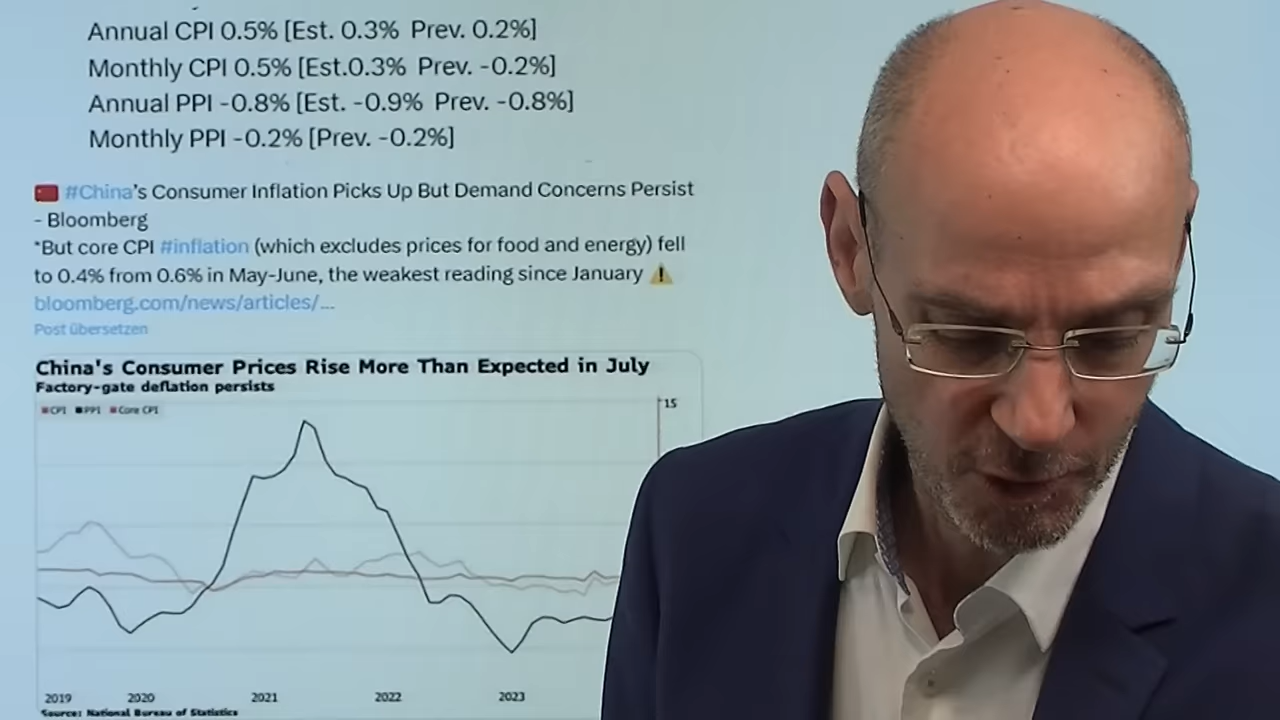 Annual CPI 0.5% [Est. 0.3% Prev. 0.2%]
Monthly CPI 0.5% [Est.0.3% Prev. -0.2%]
Annual PPI -0.8% [Est. -0.9% Prev. -0.8%]
Monthly PPI -0.2% [Prev. -0.2%]
#China's Consumer Inflation Picks Up But Demand Concerns Persist
- Bloomberg
*But core CPI #inflation (which excludes prices for food and energy) fell
to 0.4% from 0.6% in May-June, the weakest reading since January ⚠️
bloomberg.com/news/articles/...
Post übersetzen
China's Consumer Prices Rise More Than Expected in July
Factory-gate deflation persists
CPI PPI Core CPI
15
2019 2020 2021 2022 2023
Source: National Bureau of Statistics